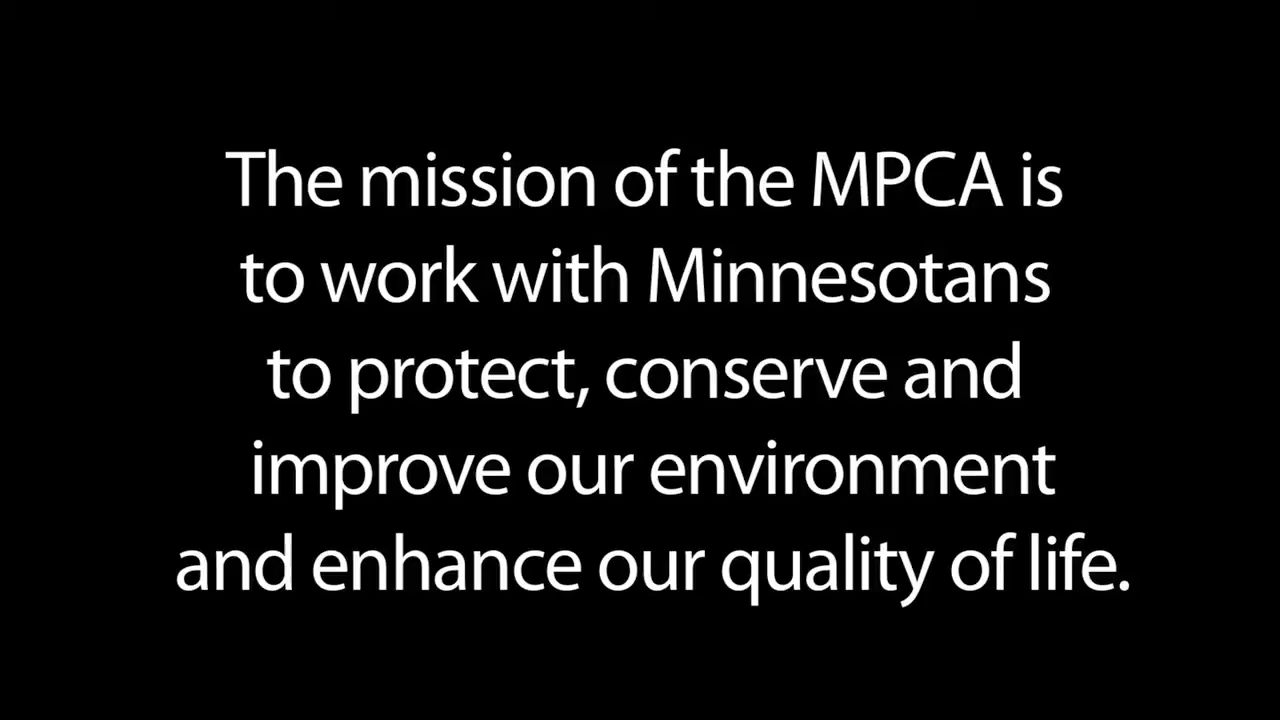 The mission of the MPCA is
to work with Minnesotans
to protect, conserve and
improve our environment
and enhance our quality of life.